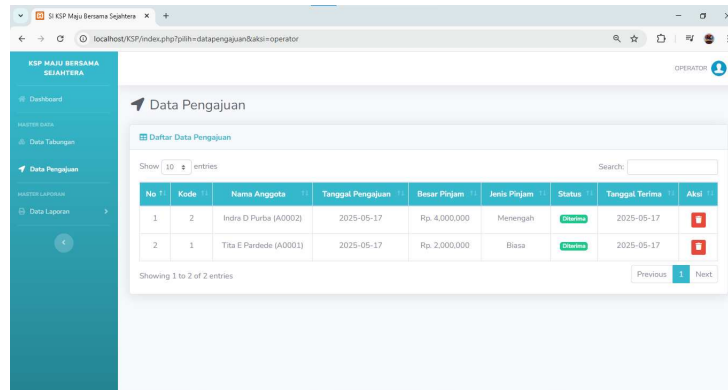 SI KSP Maju Bersama Sejahtera
localhost/KSP/index.php?pilih=datapengajuan&aksi=operator
KSP MAJU BERSAMA
SEJAHTERA
OPERATOR
Dashboard
MASTER DATA
Data Tabungan
Data Pengajuan
MASTER LAPORAN
Data Laporan
Data Pengajuan
Daftar Data Pengajuan
Show 10 entries
Search:
No Kode Nama Anggota Tanggal Pengajuan Besar Pinjam Jenis Pinjam Status Tanggal Terima Aksi
1 2 Indra D Purba (A0002) 2025-05-17 Rp. 4,000,000 Menengah Diterima 2025-05-17
2 1 Tita E Pardede (A0001) 2025-05-17 Rp. 2,000,000 Biasa Diterima 2025-05-17
Showing 1 to 2 of 2 entries
Previous 1 Next